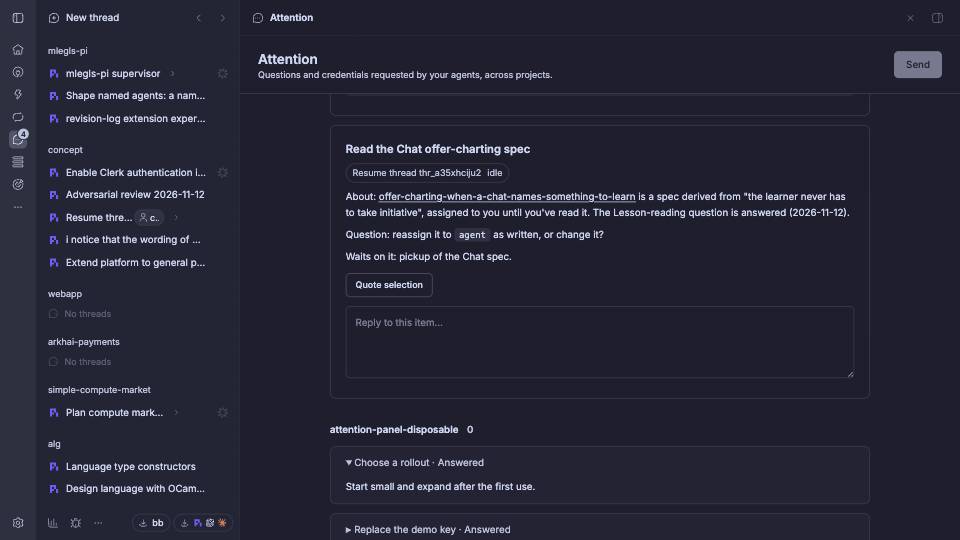 New thread
mlegls-pi
mlegls-pi supervisor
Shape named agents: a nam...
revision-log extension exper...
concept
Enable Clerk authentication i...
Adversarial review 2026-11-12
Resume thre... c..
i notice that the wording of ...
Extend platform to general p...
webapp
No threads
arkhai-payments
No threads
simple-compute-market
Plan compute mark...
alg
Language type constructors
Design language with OCam...
bb
4
Attention
Attention
Questions and credentials requested by your agents, across projects.
Send
Read the Chat offer-charting spec
Resume thread thr_a35xhciju2 idle
About: offer-charting-when-a-chat-names-something-to-learn is a spec derived from "the learner never has
to take initiative", assigned to you until you've read it. The Lesson-reading question is answered (2026-11-12).
Question: reassign it to agent as written, or change it?
Waits on it: pickup of the Chat spec.
Quote selection
Reply to this item...
attention-panel-disposable 0
Choose a rollout · Answered
Start small and expand after the first use.
Replace the demo key · Answered